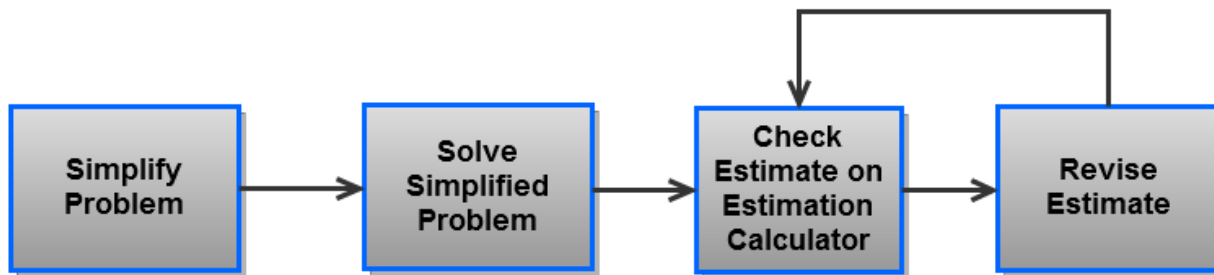 Simplify
Problem
Solve
Simplified
Problem
Check
Estimate on
Estimation
Calculator
Revise
Estimate